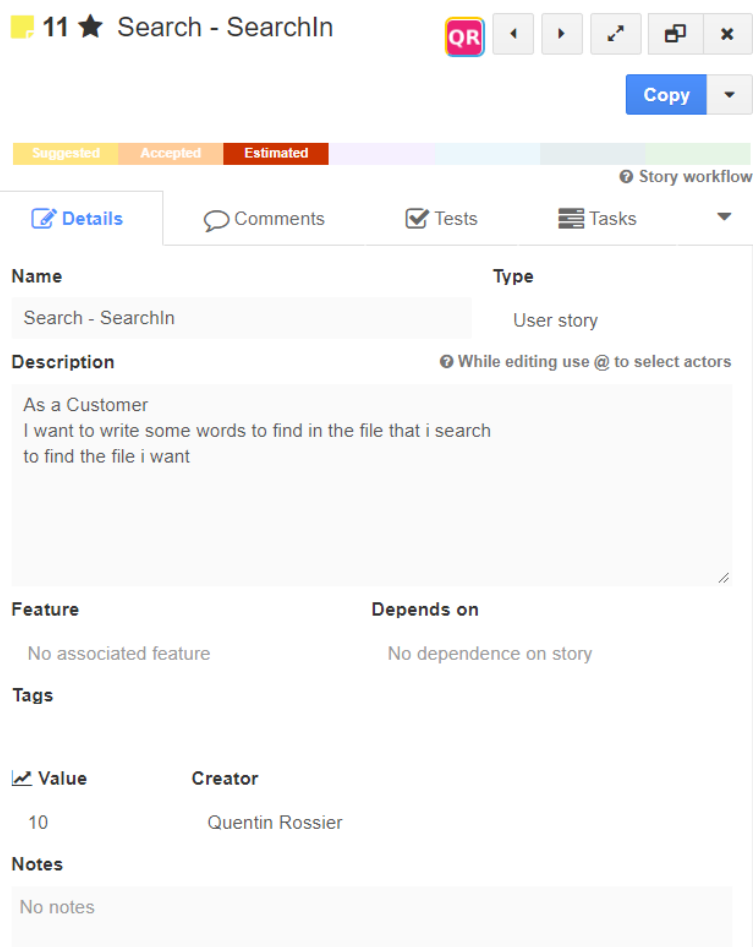 11 Search - SearchIn
QR
Copy
Suggested Accepted Estimated
Story workflow
Details Comments Tests Tasks
Name Type
Search - SearchIn User story
Description While editing use @ to select actors
As a Customer
I want to write some words to find in the file that i search
to find the file i want
Feature Depends on
No associated feature No dependence on story
Tags
Value Creator
10 Quentin Rossier
Notes
No notes